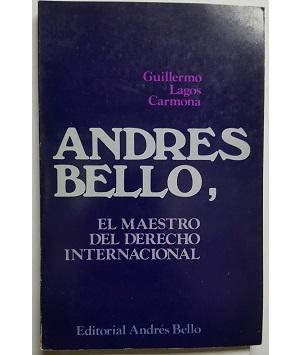 Guillermo
Lagos
Carmona
ANDRES
BELLO,
EL MAESTRO
DEL DERECHO
INTERNACIONAL
Editorial Andrés Bello